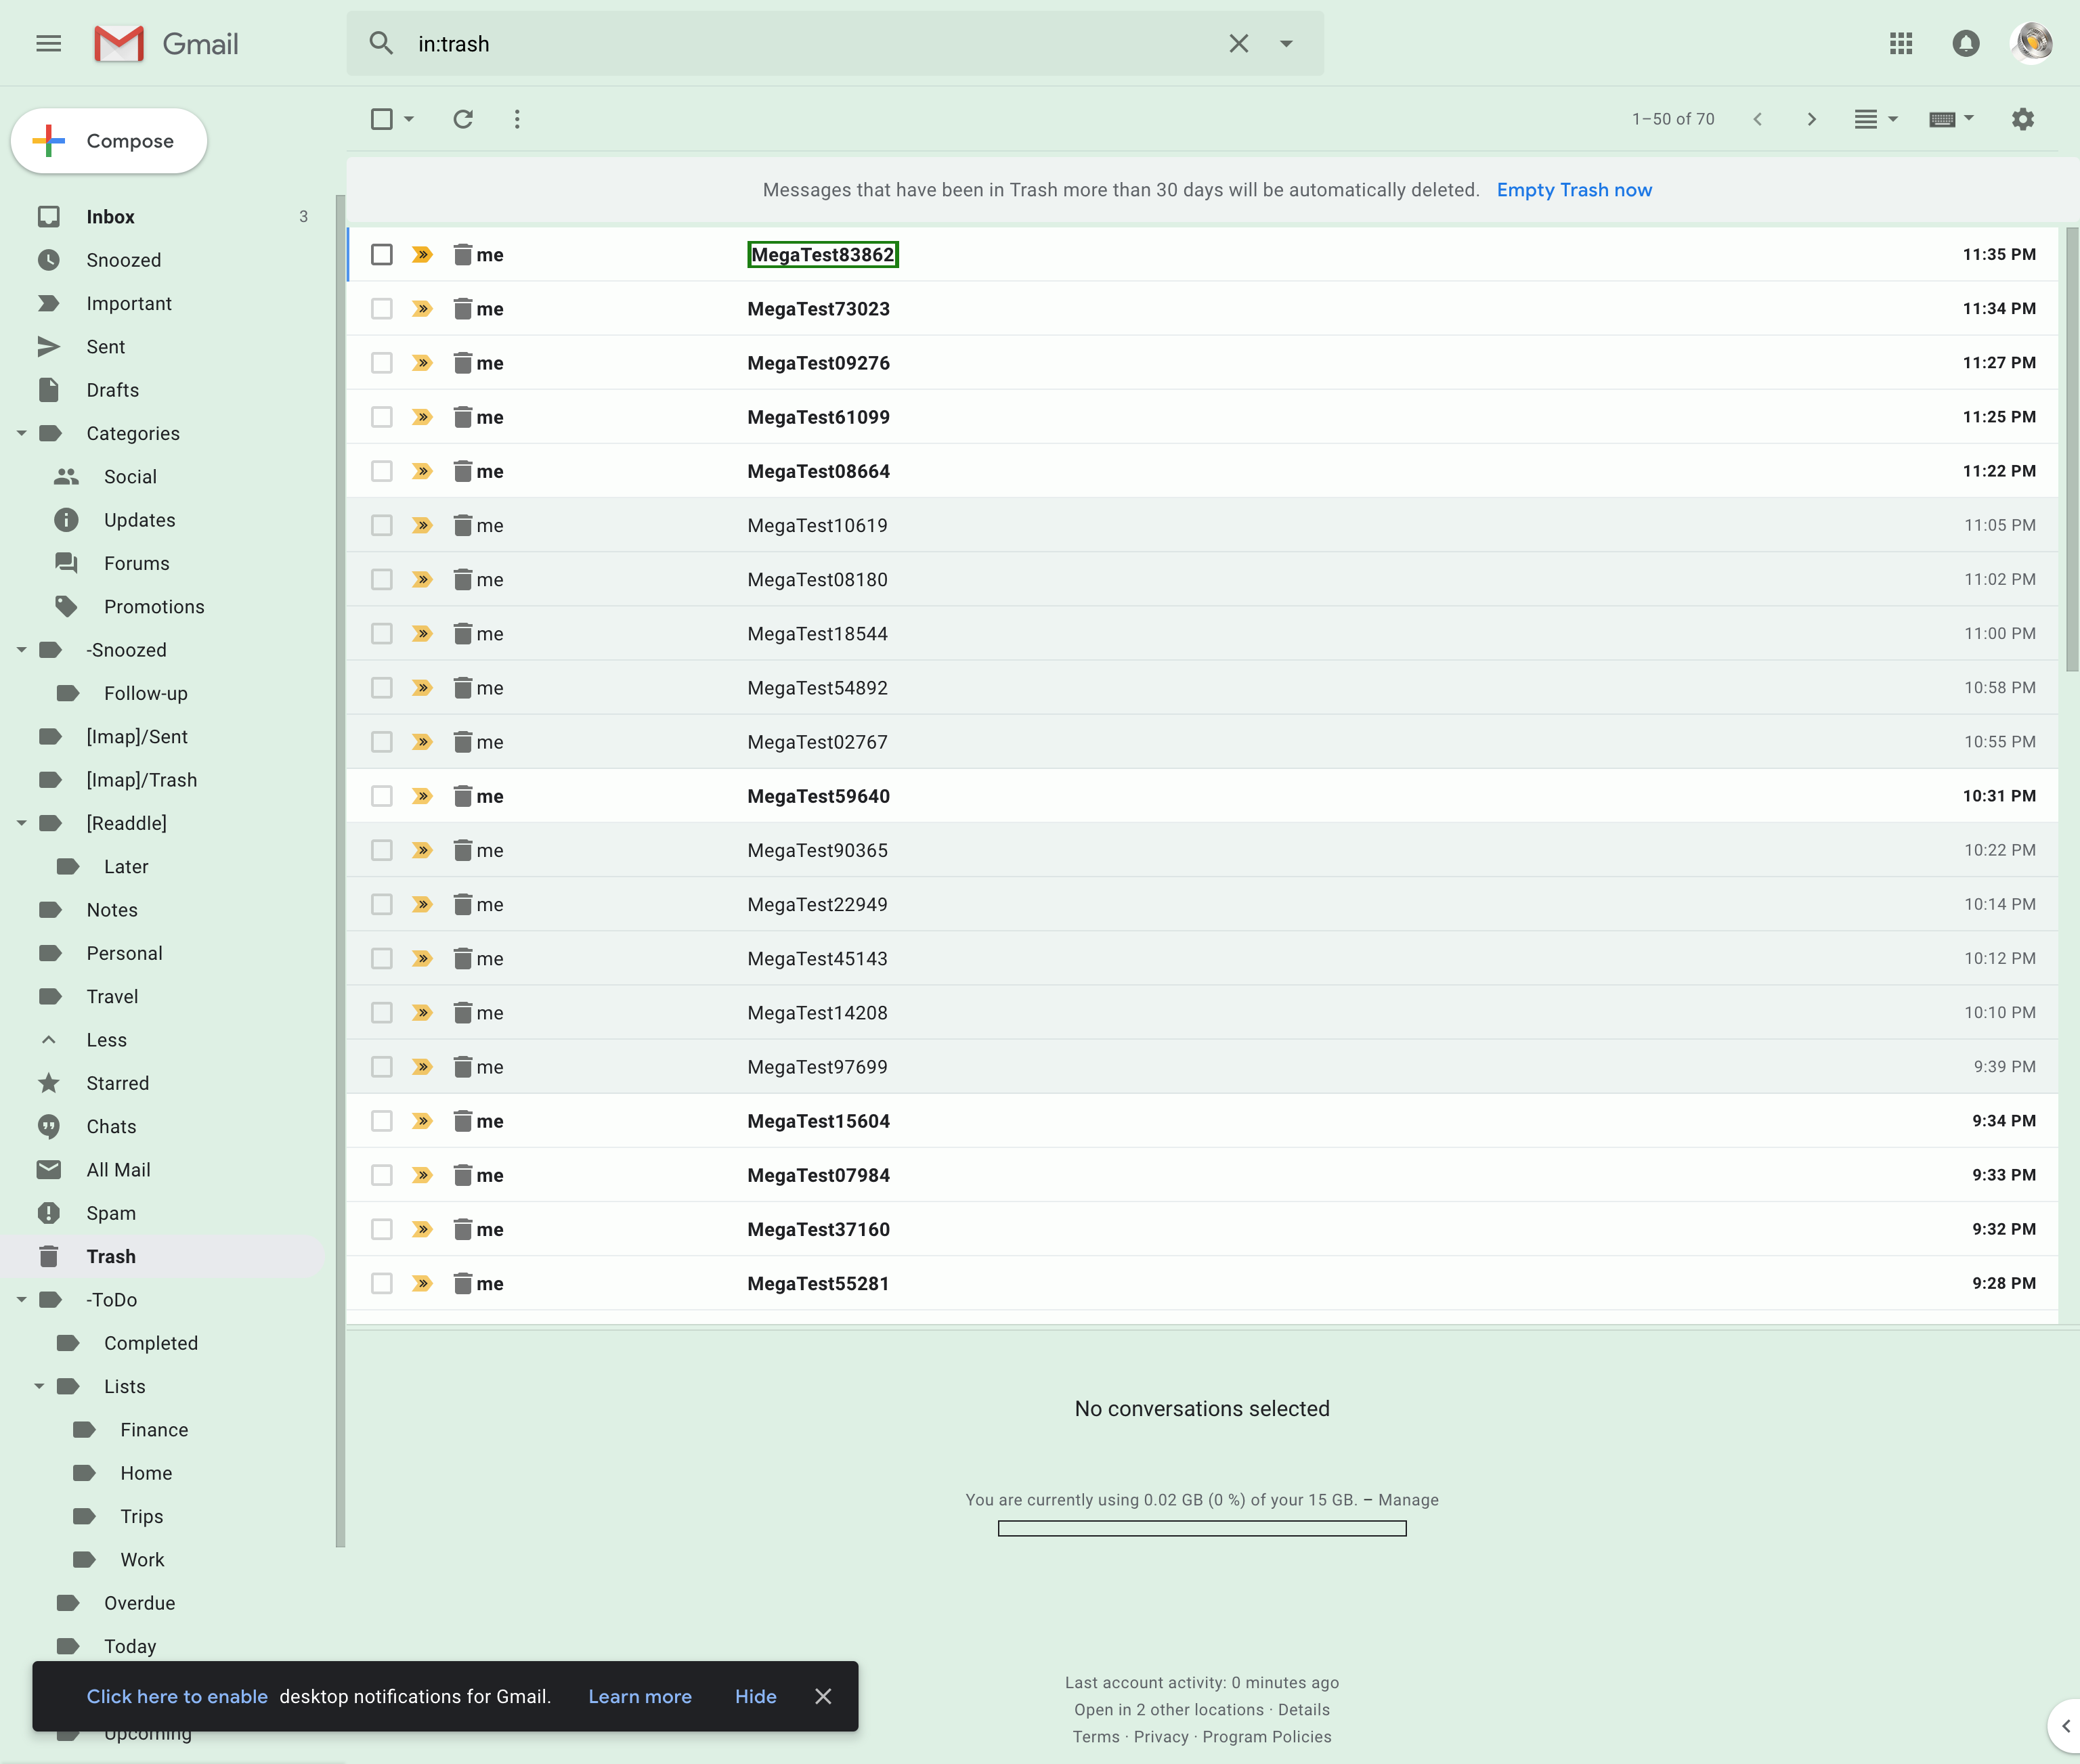 Gmail
in:trash
Compose
1–50 of 70
Messages that have been in Trash more than 30 days will be automatically deleted. Empty Trash now
Inbox 3
Snoozed
Important
Sent
Drafts
Categories
Social
Updates
Forums
Promotions
-Snoozed
Follow-up
[Imap]/Sent
[Imap]/Trash
[Readdle]
Later
Notes
Personal
Travel
Less
Starred
Chats
All Mail
Spam
Trash
-ToDo
Completed
Lists
Finance
Home
Trips
Work
Overdue
Today
Upcoming
me MegaTest83862 11:35 PM
me MegaTest73023 11:34 PM
me MegaTest09276 11:27 PM
me MegaTest61099 11:25 PM
me MegaTest08664 11:22 PM
me MegaTest10619 11:05 PM
me MegaTest08180 11:02 PM
me MegaTest18544 11:00 PM
me MegaTest54892 10:58 PM
me MegaTest02767 10:55 PM
me MegaTest59640 10:31 PM
me MegaTest90365 10:22 PM
me MegaTest22949 10:14 PM
me MegaTest45143 10:12 PM
me MegaTest14208 10:10 PM
me MegaTest97699 9:39 PM
me MegaTest15604 9:34 PM
me MegaTest07984 9:33 PM
me MegaTest37160 9:32 PM
me MegaTest55281 9:28 PM
No conversations selected
You are currently using 0.02 GB (0 %) of your 15 GB. – Manage
Last account activity: 0 minutes ago
Open in 2 other locations · Details
Terms · Privacy · Program Policies
Click here to enable desktop notifications for Gmail. Learn more Hide